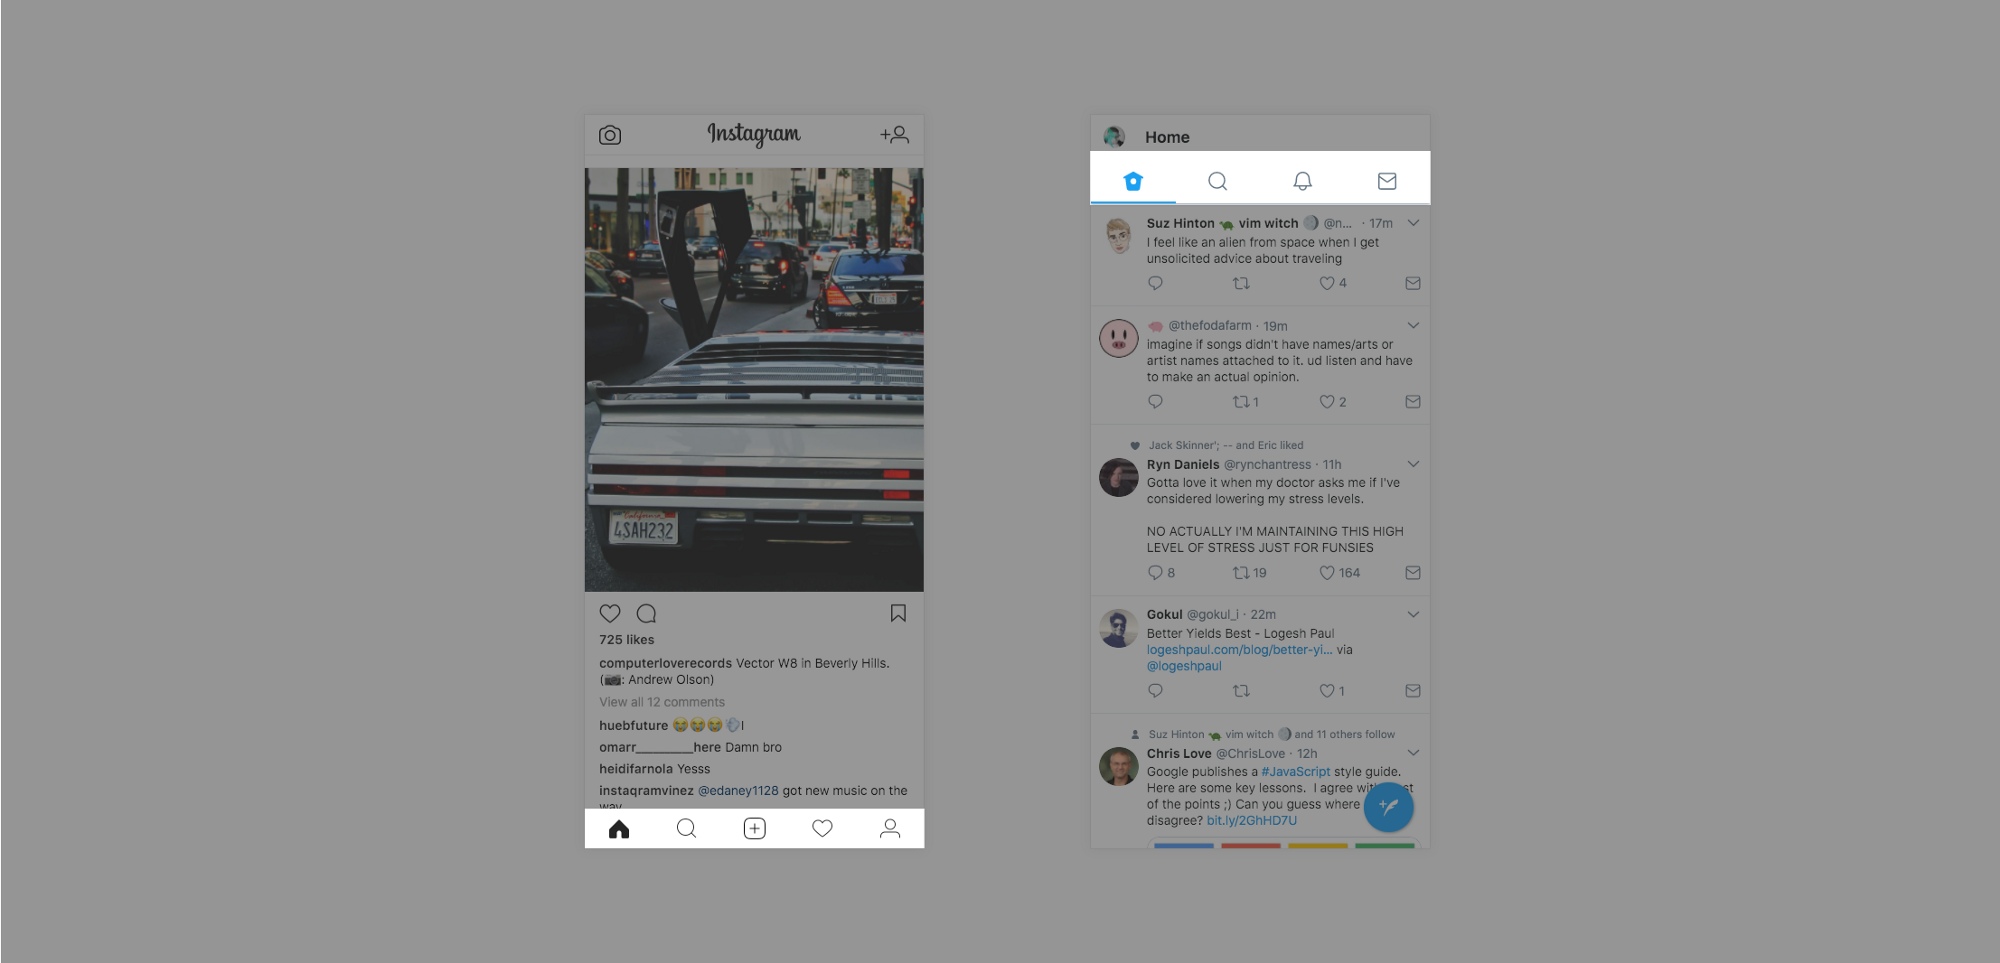 Instagram
California
4SAH232
725 likes
computerloverecords Vector W8 in Beverly Hills.
(📷: Andrew Olson)
View all 12 comments
huebfuture 😭😭😭💨l
omarr_________here Damn bro
heidifarnola Yesss
instaqramvinez @edaney1128 got new music on the
way
Home
Suz Hinton 🐢 vim witch 🌖 @n... · 17m
I feel like an alien from space when I get
unsolicited advice about traveling
4
🐖 @thefodafarm · 19m
imagine if songs didn't have names/arts or
artist names attached to it. ud listen and have
to make an actual opinion.
1 2
Jack Skinner'; -- and Eric liked
Ryn Daniels @rynchantress · 11h
Gotta love it when my doctor asks me if I've
considered lowering my stress levels.
NO ACTUALLY I'M MAINTAINING THIS HIGH
LEVEL OF STRESS JUST FOR FUNSIES
8 19 164
Gokul @gokul_i · 22m
Better Yields Best - Logesh Paul
logeshpaul.com/blog/better-yi... via
@logeshpaul
1
Suz Hinton 🐢 vim witch 🌖 and 11 others follow
Chris Love @ChrisLove · 12h
Google publishes a #JavaScript style guide.
Here are some key lessons. I agree
of the points ;) Can you guess where
disagree? bit.ly/2GhHD7U